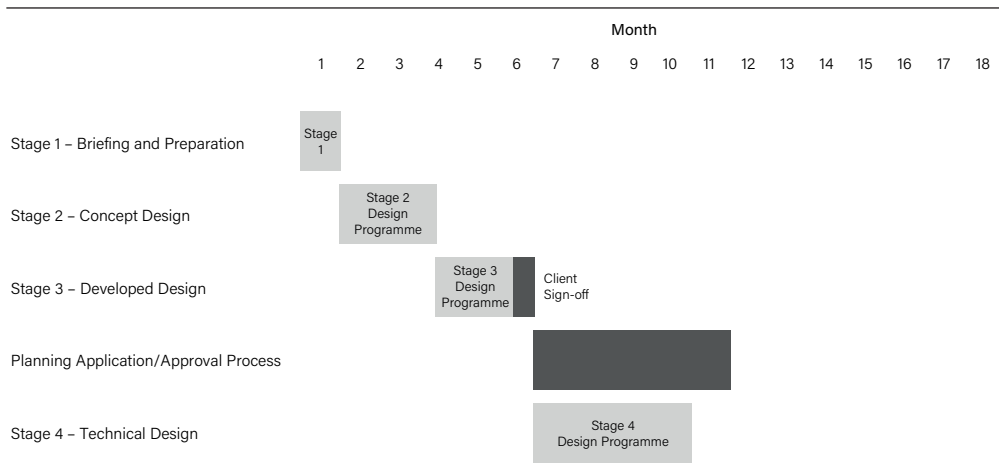 Month
1 2 3 4 5 6 7 8 9 10 11 12 13 14 15 16 17 18
Stage 1 – Briefing and Preparation
Stage
1
Stage 2 – Concept Design
Stage 2
Design
Programme
Stage 3 – Developed Design
Stage 3
Design
Programme
Client
Sign-off
Planning Application/Approval Process
Stage 4 – Technical Design
Stage 4
Design Programme